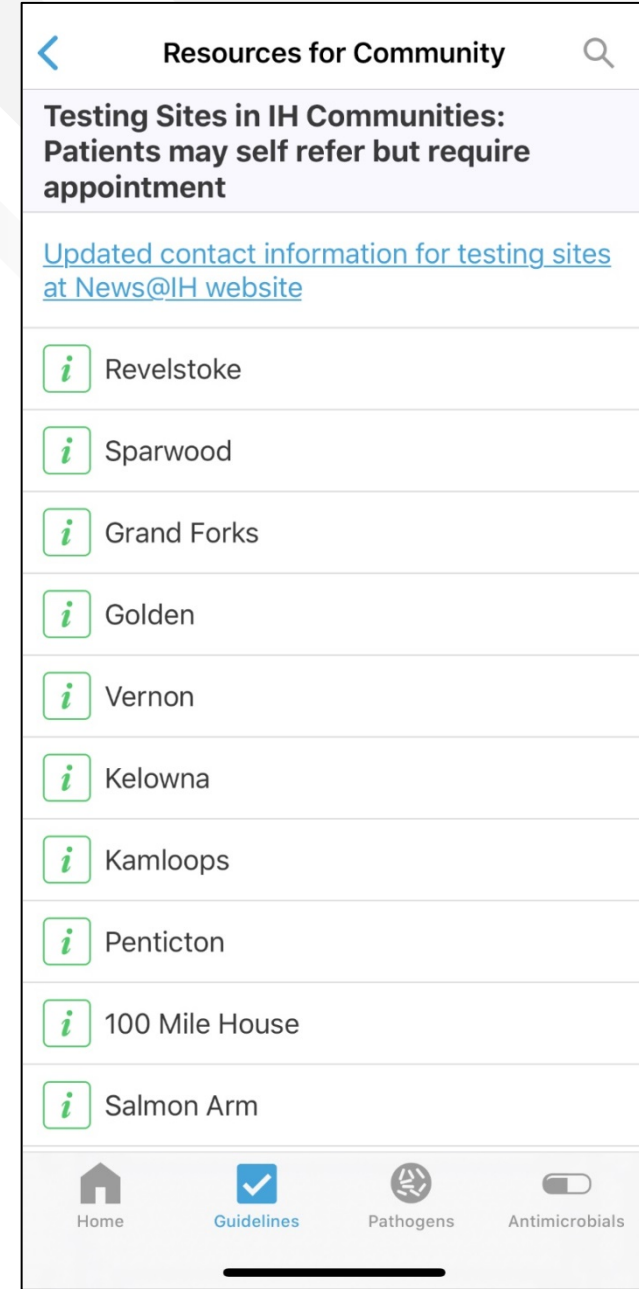 Resources for Community
Testing Sites in IH Communities:
Patients may self refer but require
appointment
Updated contact information for testing sites
at News@IH website
i Revelstoke
i Sparwood
i Grand Forks
i Golden
i Vernon
i Kelowna
i Kamloops
i Penticton
i 100 Mile House
i Salmon Arm
Home Guidelines Pathogens Antimicrobials